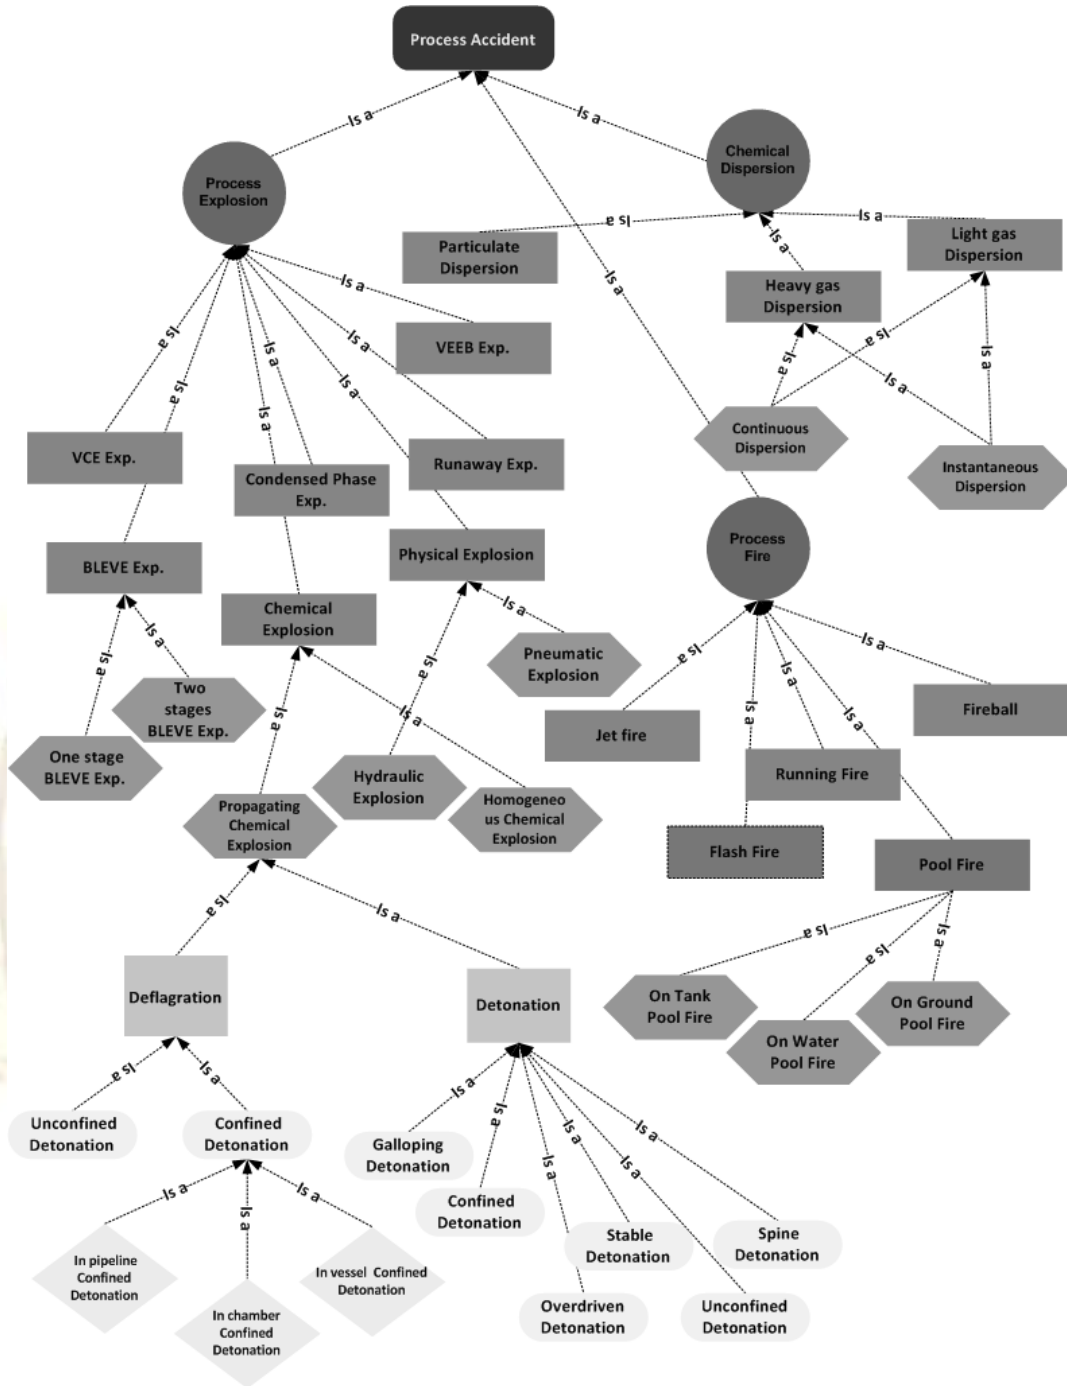 Process Accident
Is a
Is a
Chemical
Dispersion
Process
Explosion
Is a
Is a
Particulate
Dispersion
Light gas
Dispersion
Is a
Is a
Is a
Heavy gas
Dispersion
Is a
VEEB Exp.
Is a
Is a
Is a
Is a
Is a
Is a
Is a
Is a
Is a
Is a
Continuous
Dispersion
VCE Exp.
Condensed Phase
Exp.
Runaway Exp.
Instantaneous
Dispersion
Process
Fire
BLEVE Exp.
Physical Explosion
Chemical
Explosion
Is a
Is a
Is a
Is a
Is a
Is a
Is a
Is a
Pneumatic
Explosion
Two
stages
BLEVE Exp.
Is a
Is a
Is a
Is a
Jet fire
Fireball
One stage
BLEVE Exp.
Running Fire
Hydraulic
Explosion
Homogeneo
us Chemical
Explosion
Propagating
Chemical
Explosion
Flash Fire
Pool Fire
Is a
Is a
Is a
Is a
Is a
Deflagration
Detonation
On Tank
Pool Fire
On Ground
Pool Fire
On Water
Pool Fire
Is a
Is a
Is a
Is a
Is a
Is a
Is a
Is a
Unconfined
Detonation
Confined
Detonation
Galloping
Detonation
Is a
Is a
Is a
Confined
Detonation
Stable
Detonation
Spine
Detonation
In pipeline
Confined
Detonation
In vessel Confined
Detonation
In chamber
Confined
Detonation
Overdriven
Detonation
Unconfined
Detonation